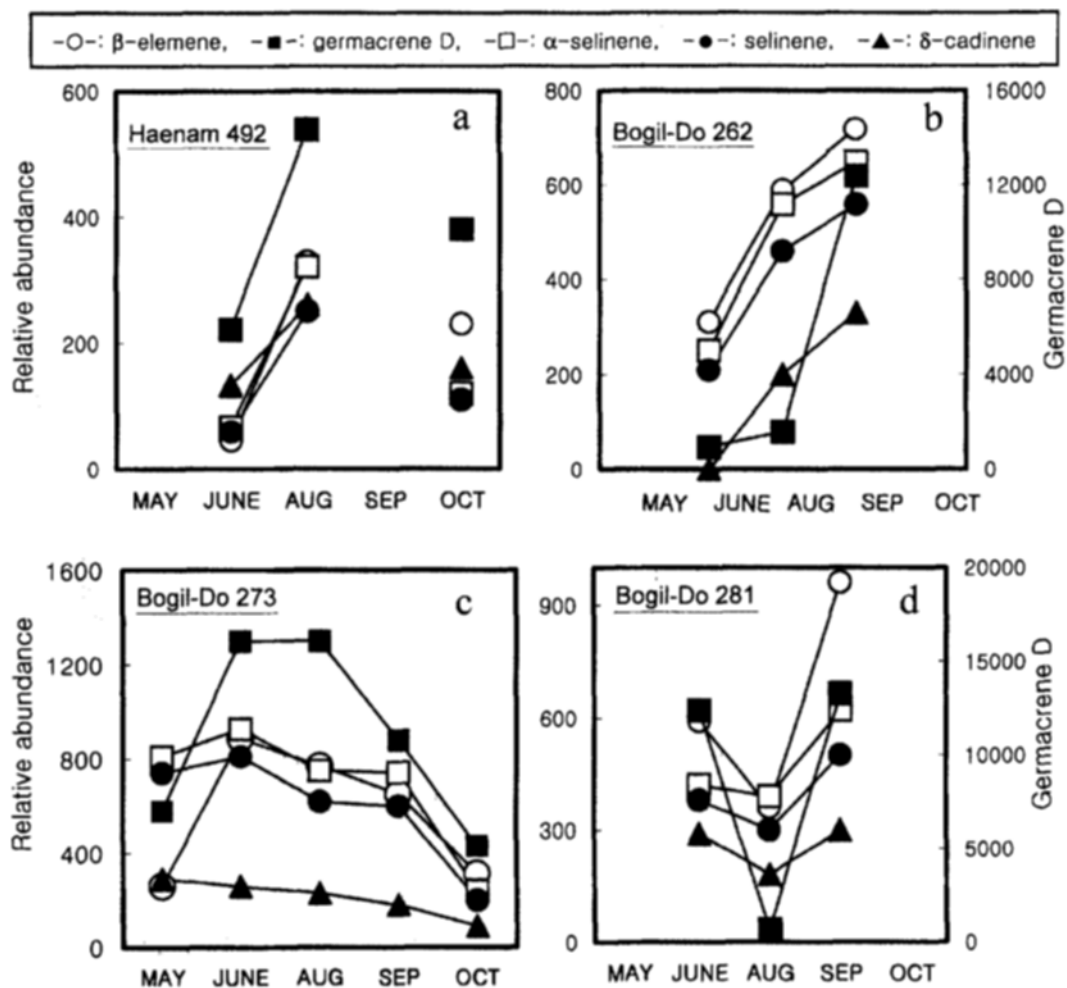 -○-: β-elemene, -■-: germacrene D, -□-: α-selinene, -●-: selinene, -▲-: δ-cadinene
600
400
200
0
Relative abundance
Haenam 492
a
MAY JUNE AUG SEP OCT
800
600
400
200
0
Bogil-Do 262
b
16000
12000
8000
4000
0
Germacrene D
MAY JUNE AUG SEP OCT
1600
1200
800
400
0
Relative abundance
Bogil-Do 273
c
MAY JUNE AUG SEP OCT
900
600
300
0
Bogil-Do 281
d
20000
15000
10000
5000
0
Germacrene D
MAY JUNE AUG SEP OCT